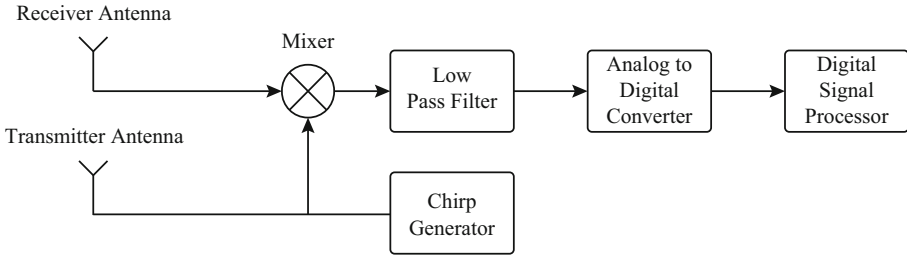 Receiver Antenna
Mixer
Low
Pass Filter
Analog to
Digital
Converter
Digital
Signal
Processor
Transmitter Antenna
Chirp
Generator